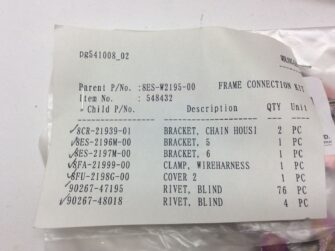 DG541008_02
Parent P/No. :8ES-W2195-00 FRAME CONNECTION KIT
Item No. : 548432
Child P/No. Description QTY Unit
8CR-21939-01 BRACKET, CHAIN HOUSI 2 PC
8ES-2196M-00 BRACKET, 5 1 PC
8ES-2197M-00 BRACKET, 6 1 PC
8FA-21999-00 CLAMP, WIREHARNESS 1 PC
8FU-2198G-00 COVER 2 1 PC
90267-47195 RIVET, BLIND 76 PC
90267-48018 RIVET, BLIND 4 PC